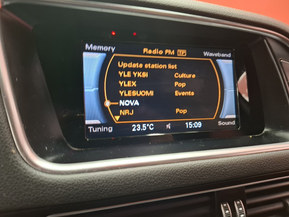 Memory Radio FM TP Waveband
Update station list
YLE YKSI Culture
YLEX Pop
YLESUOMI Events
NOVA
NRJ Pop
Tuning 23.5°C 15:09 Sound